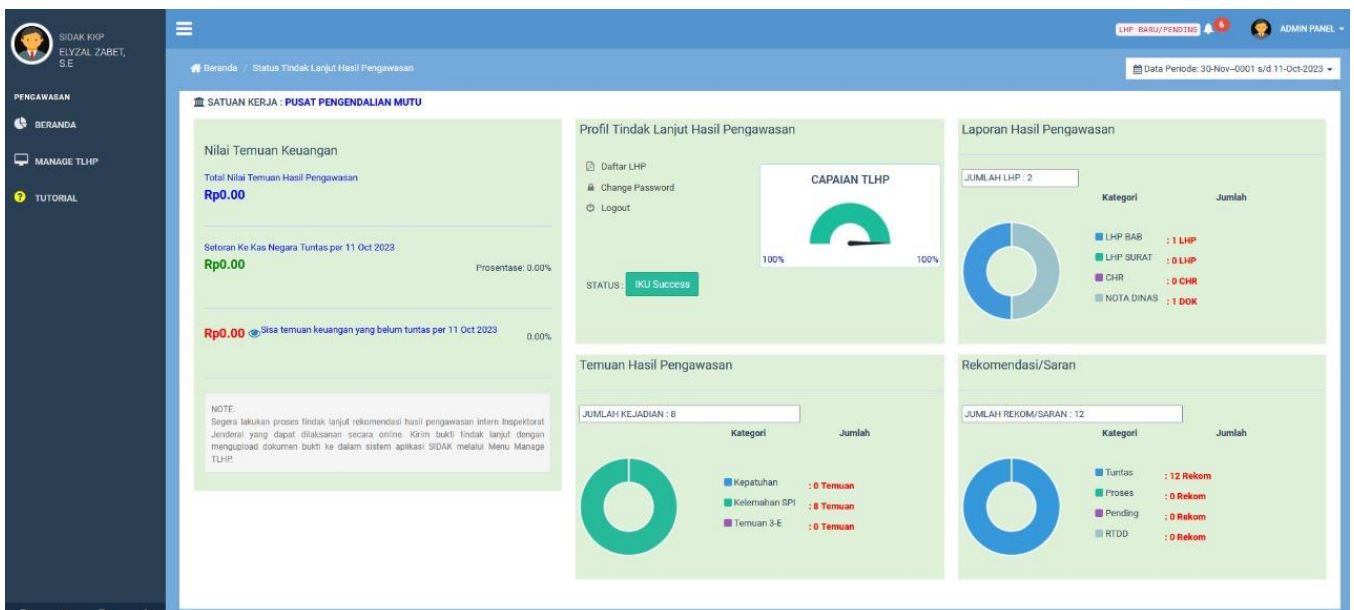 SIDAK KKP
ELYZAL ZABET,
S.E
PENGAWASAN
BERANDA
MANAGE TLHP
TUTORIAL
LHP BARU/PENDING
6
ADMIN PANEL
Beranda / Status Tindak Lanjut Hasil Pengawasan
Data Periode: 30-Nov--0001 s/d 11-Oct-2023
SATUAN KERJA : PUSAT PENGENDALIAN MUTU
Nilai Temuan Keuangan
Total Nilai Temuan Hasil Pengawasan
Rp0.00
Setoran Ke Kas Negara Tuntas per 11 Oct 2023
Rp0.00
Prosentase: 0.00%
Rp0.00 Sisa temuan keuangan yang belum tuntas per 11 Oct 2023
0.00%
NOTE:
Segera lakukan proses tindak lanjut rekomendasi hasil pengawasan intern Inspektorat
Jenderal yang dapat dilaksanan secara online. Kirim bukti tindak lanjut dengan
mengupload dokumen bukti ke dalam sistem aplikasi SIDAK melalui Menu Manage
TLHP.
Profil Tindak Lanjut Hasil Pengawasan
Daftar LHP
Change Password
Logout
CAPAIAN TLHP
100% 100%
STATUS : IKU Success
Laporan Hasil Pengawasan
JUMLAH LHP : 2
Kategori Jumlah
LHP BAB : 1 LHP
LHP SURAT : 0 LHP
CHR : 0 CHR
NOTA DINAS : 1 DOK
Temuan Hasil Pengawasan
JUMLAH KEJADIAN : 8
Kategori Jumlah
Kepatuhan : 0 Temuan
Kelemahan SPI : 8 Temuan
Temuan 3-E : 0 Temuan
Rekomendasi/Saran
JUMLAH REKOM/SARAN : 12
Kategori Jumlah
Tuntas : 12 Rekom
Proses : 0 Rekom
Pending : 0 Rekom
RTDD : 0 Rekom